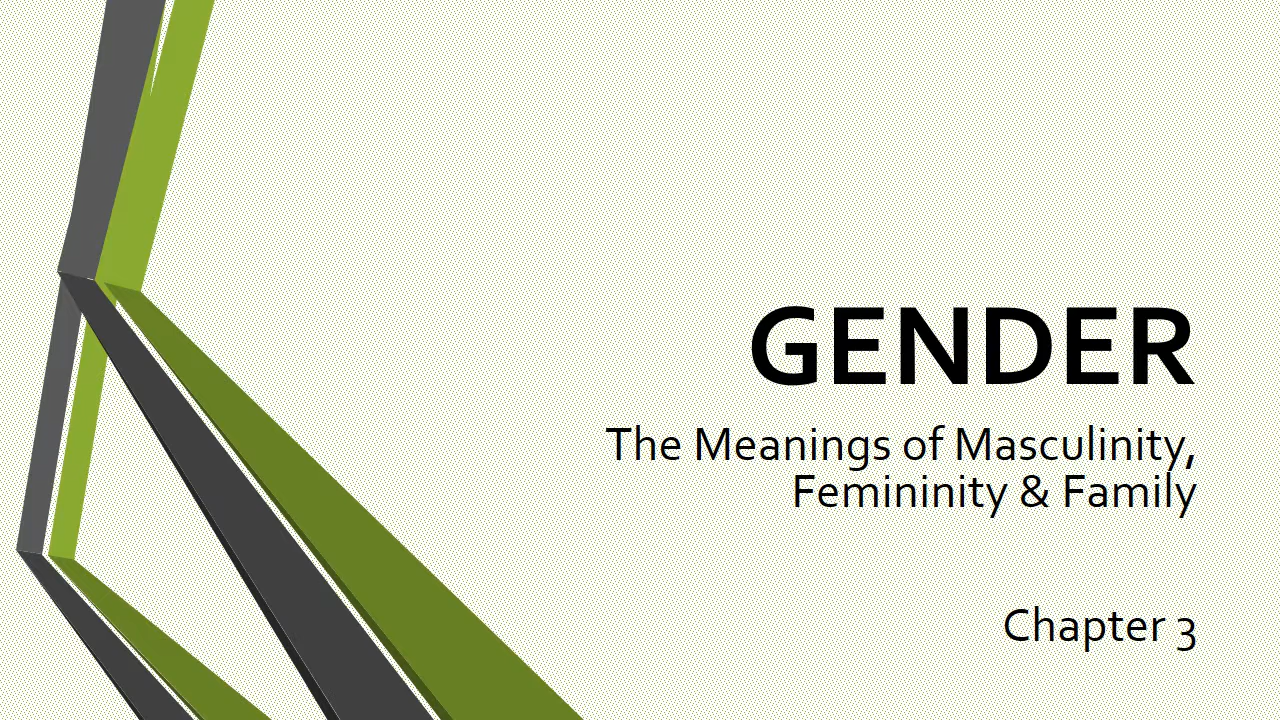 GENDER
The Meanings of Masculinity,
Femininity & Family
Chapter 3